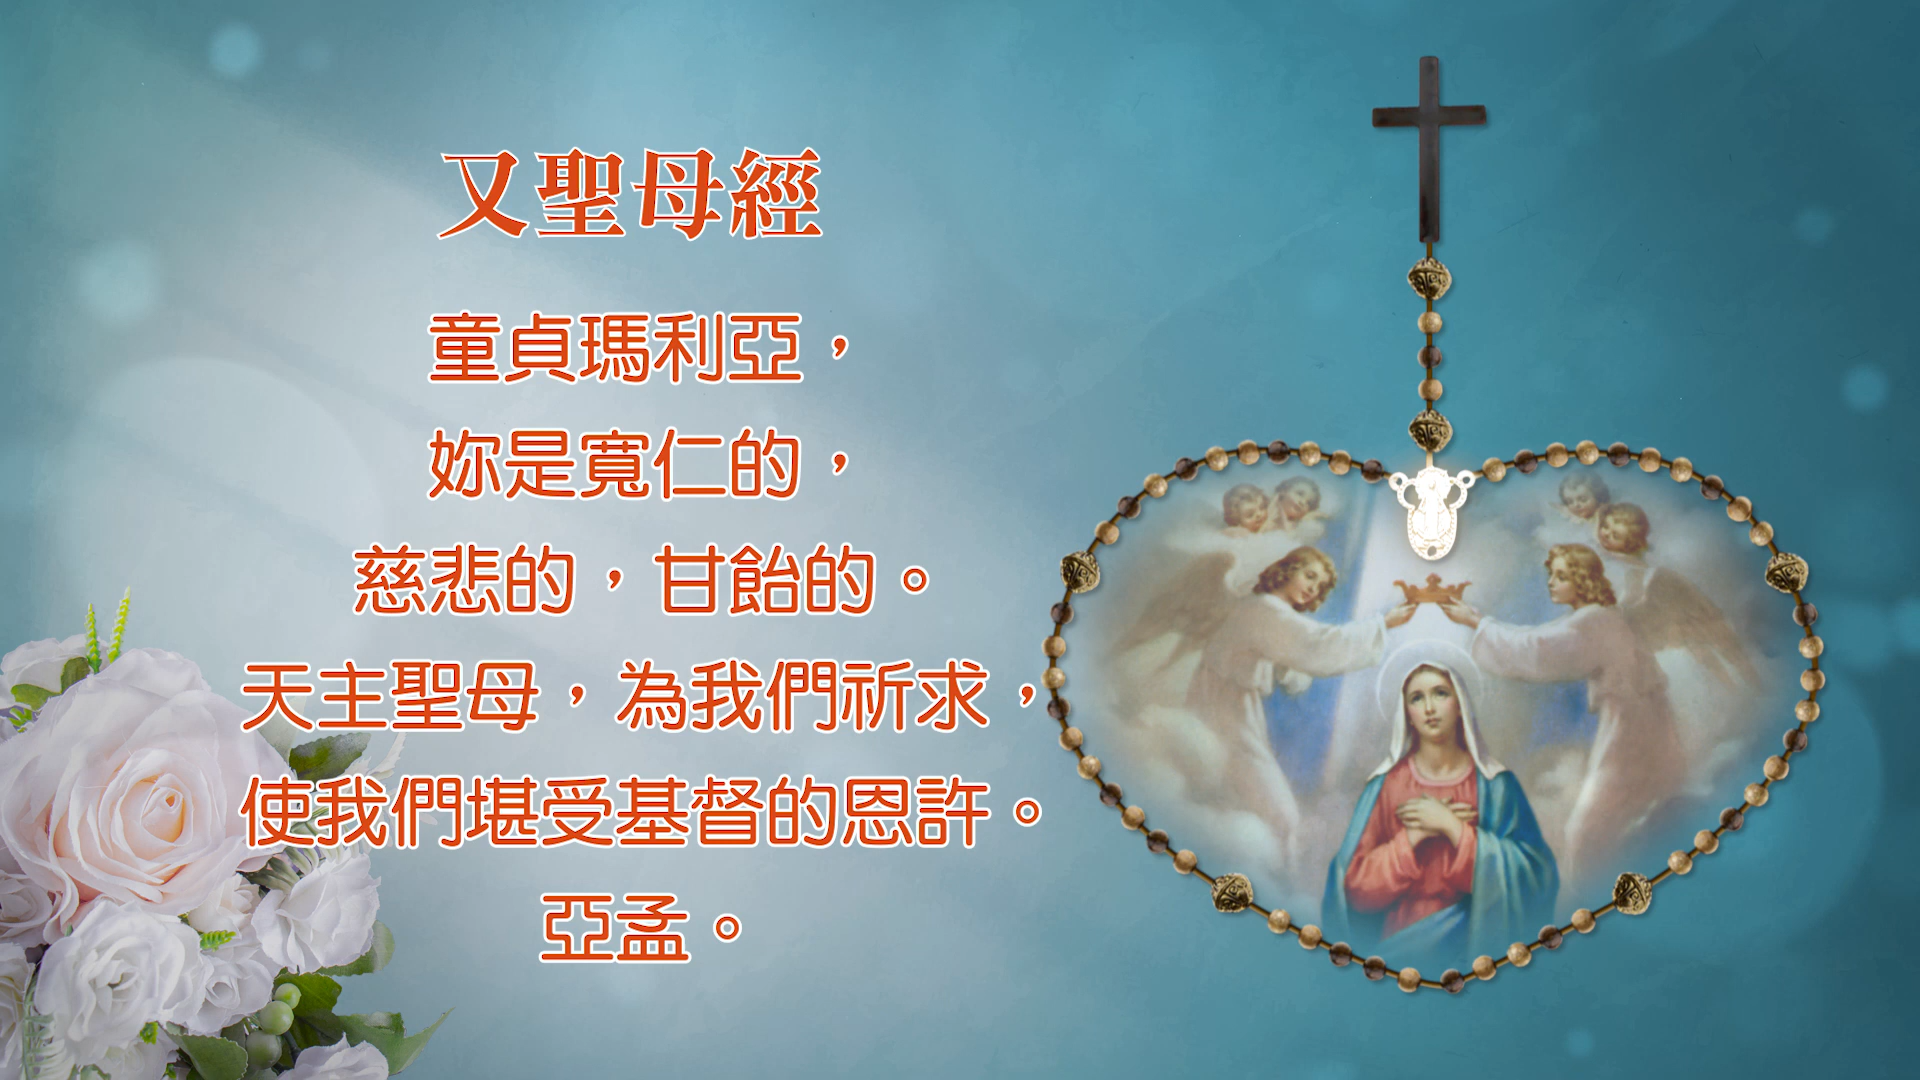 又聖母經
童貞瑪利亞，
妳是寬仁的，
慈悲的，甘飴的。
天主聖母，為我們祈求，
使我們堪受基督的恩許。
亞孟。